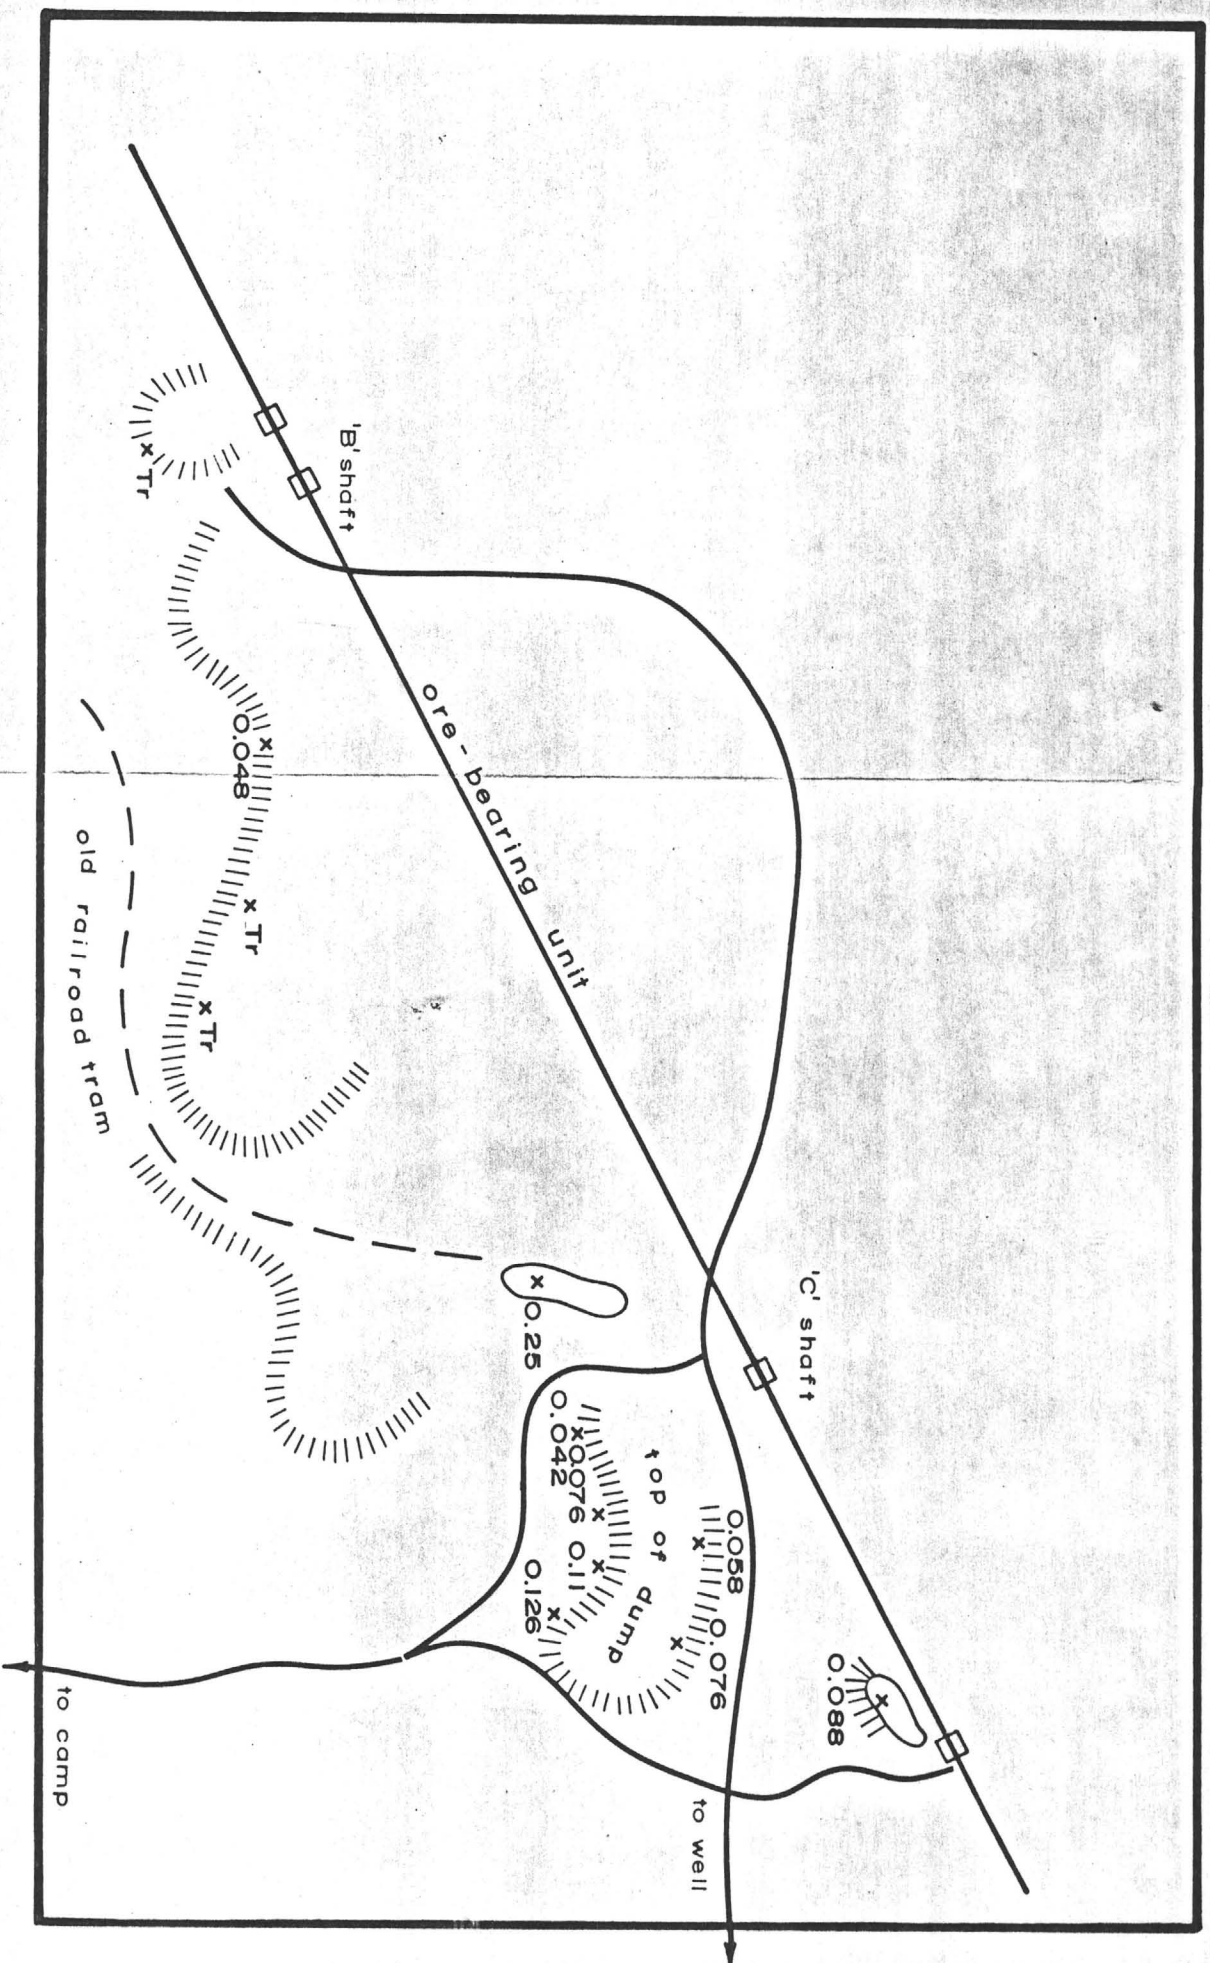 'B' shaft
Tr
ore-bearing unit
0.048
Tr
Tr
old railroad tram
'C' shaft
0.25
0.042
0.076
0.11
0.126
top of dump
0.058
0.076
0.088
to well
to camp